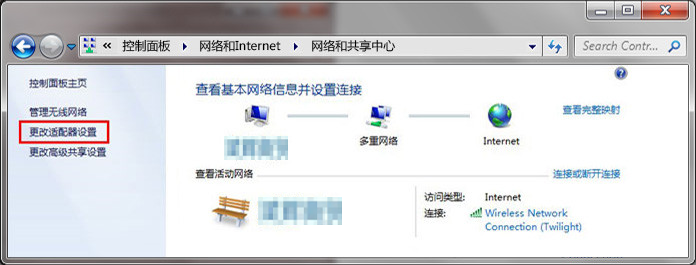 控制面板 网络和Internet 网络和共享中心 Search Contr...
控制面板主页
管理无线网络
更改适配器设置
更改高级共享设置
查看基本网络信息并设置连接
查看完整映射
多重网络
Internet
查看活动网络
连接或断开连接
访问类型: Internet
连接: Wireless Network
Connection (Twilight)